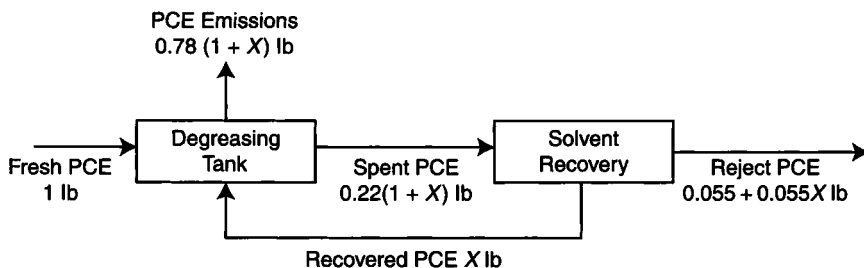 PCE Emissions
0.78 (1 + X) lb
Degreasing
Tank
Solvent
Recovery
Fresh PCE
1 lb
Spent PCE
0.22(1 + X) lb
Reject PCE
0.055 + 0.055X lb
Recovered PCE X lb